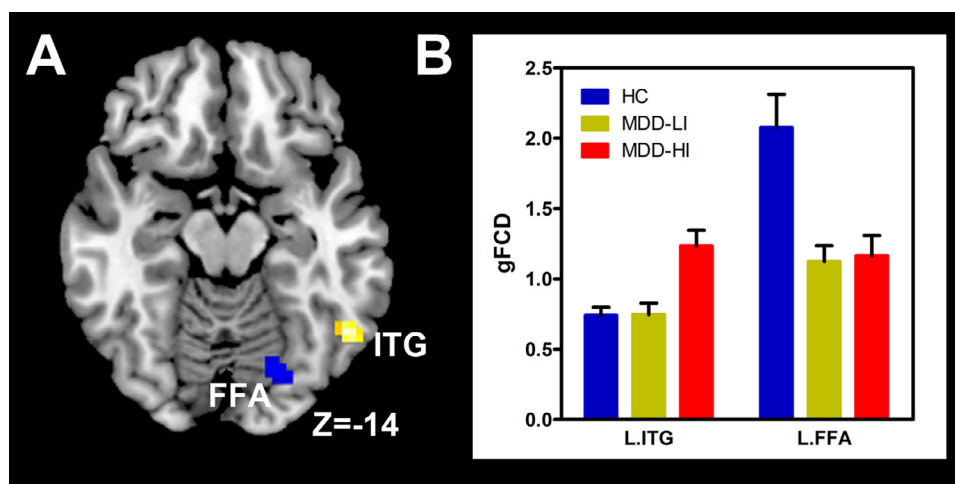 A
ITG
FFA
Z=-14
B
gFCD
2.5
2.0
1.5
1.0
0.5
0.0
HC
MDD-LI
MDD-HI
L.ITG L.FFA